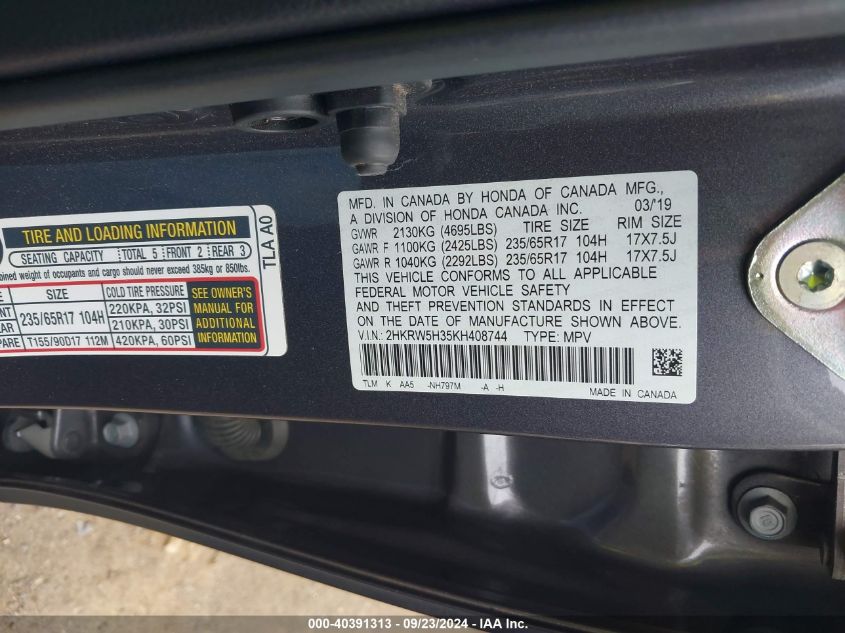 TIRE AND LOADING INFORMATION
SEATING CAPACITY TOTAL 5 FRONT 2 REAR 3
weight of occupants and cargo should never exceed 385kg or 850lbs.
SIZE COLD TIRE PRESSURE
235/65R17 104H 220KPA, 32PSI
210KPA, 30PSI
T155/90D17 112M 420KPA, 60PSI
SEE OWNER'S
MANUAL FOR
ADDITIONAL
INFORMATION
TLA A0
MFD. IN CANADA BY HONDA OF CANADA MFG.,
A DIVISION OF HONDA CANADA INC. 03/19
GVWR 2130KG (4695LBS) TIRE SIZE RIM SIZE
GAWR F 1100KG (2425LBS) 235/65R17 104H 17X7.5J
GAWR R 1040KG (2292LBS) 235/65R17 104H 17X7.5J
THIS VEHICLE CONFORMS TO ALL APPLICABLE
FEDERAL MOTOR VEHICLE SAFETY
AND THEFT PREVENTION STANDARDS IN EFFECT
ON THE DATE OF MANUFACTURE SHOWN ABOVE.
V.I.N.: 2HKRW5H35KH408744 TYPE: MPV
TLM K AA5 -NH797M -A -H
MADE IN CANADA
000-40391313 - 09/23/2024 - IAA Inc.